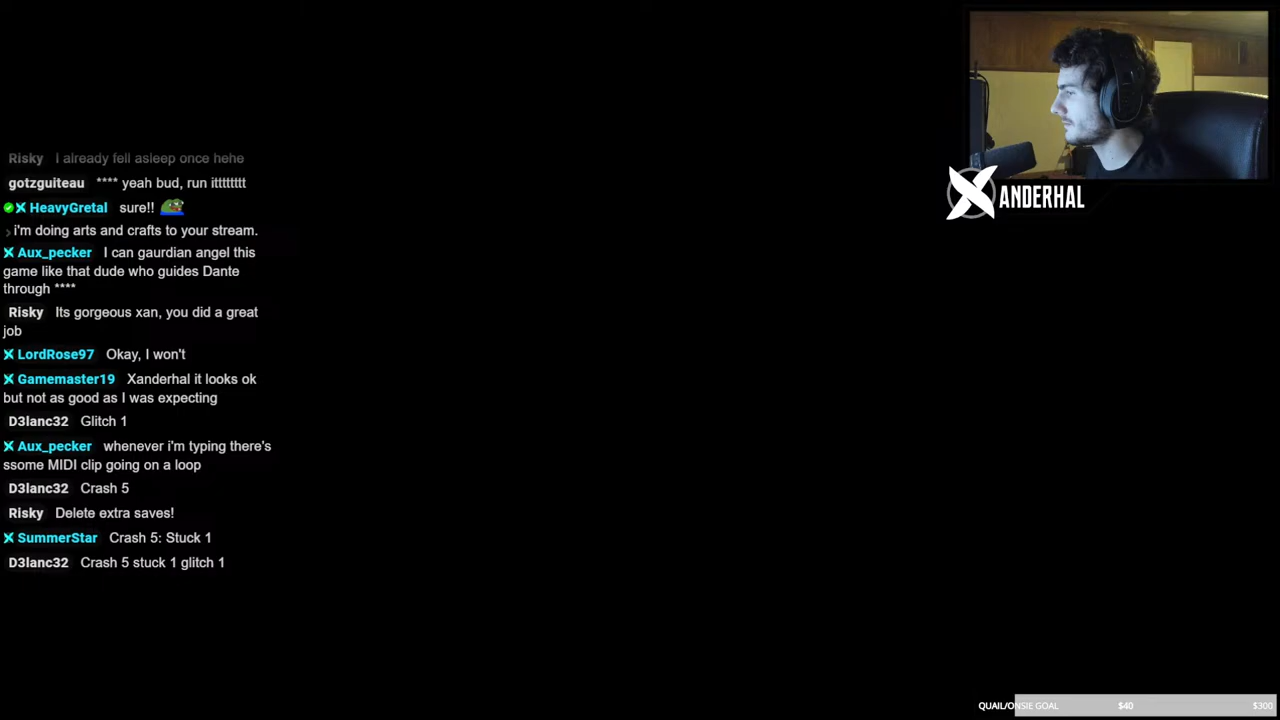 Risky I already fell asleep once hehe
gotzguiteau **** yeah bud, run itttttttt
HeavyGretal sure!!
i'm doing arts and crafts to your stream.
Aux_pecker I can gaurdian angel this
game like that dude who guides Dante
through ****
Risky Its gorgeous xan, you did a great
job
LordRose97 Okay, I won't
Gamemaster19 Xanderhal it looks ok
but not as good as I was expecting
D3lanc32 Glitch 1
Aux_pecker whenever i'm typing there's
ssome MIDI clip going on a loop
D3lanc32 Crash 5
Risky Delete extra saves!
SummerStar Crash 5: Stuck 1
D3lanc32 Crash 5 stuck 1 glitch 1
XANDERHAL
QUAIL/ONSIE GOAL $40 $300